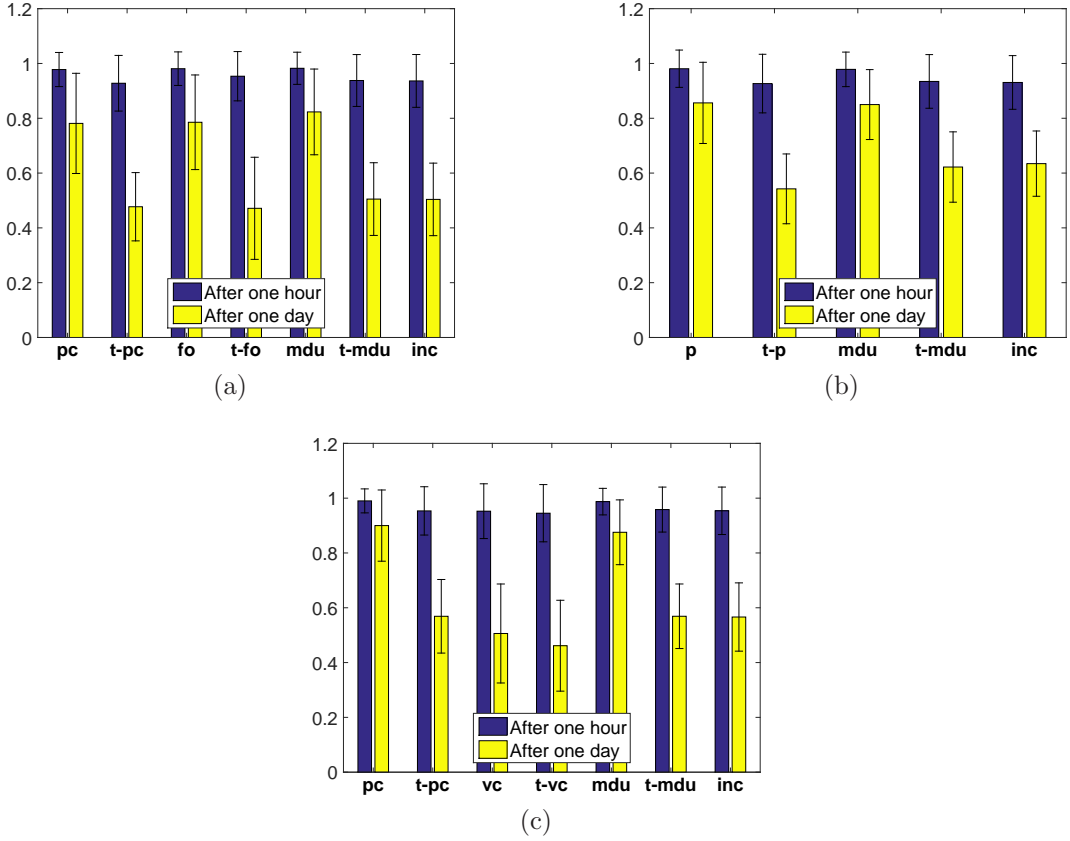 1.2
1
0.8
0.6
0.4
0.2
0
After one hour
After one day
pc t-pc fo t-fo mdu t-mdu inc
(a)
1.2
1
0.8
0.6
0.4
0.2
0
After one hour
After one day
p t-p mdu t-mdu inc
(b)
1.2
1
0.8
0.6
0.4
0.2
0
After one hour
After one day
pc t-pc vc t-vc mdu t-mdu inc
(c)